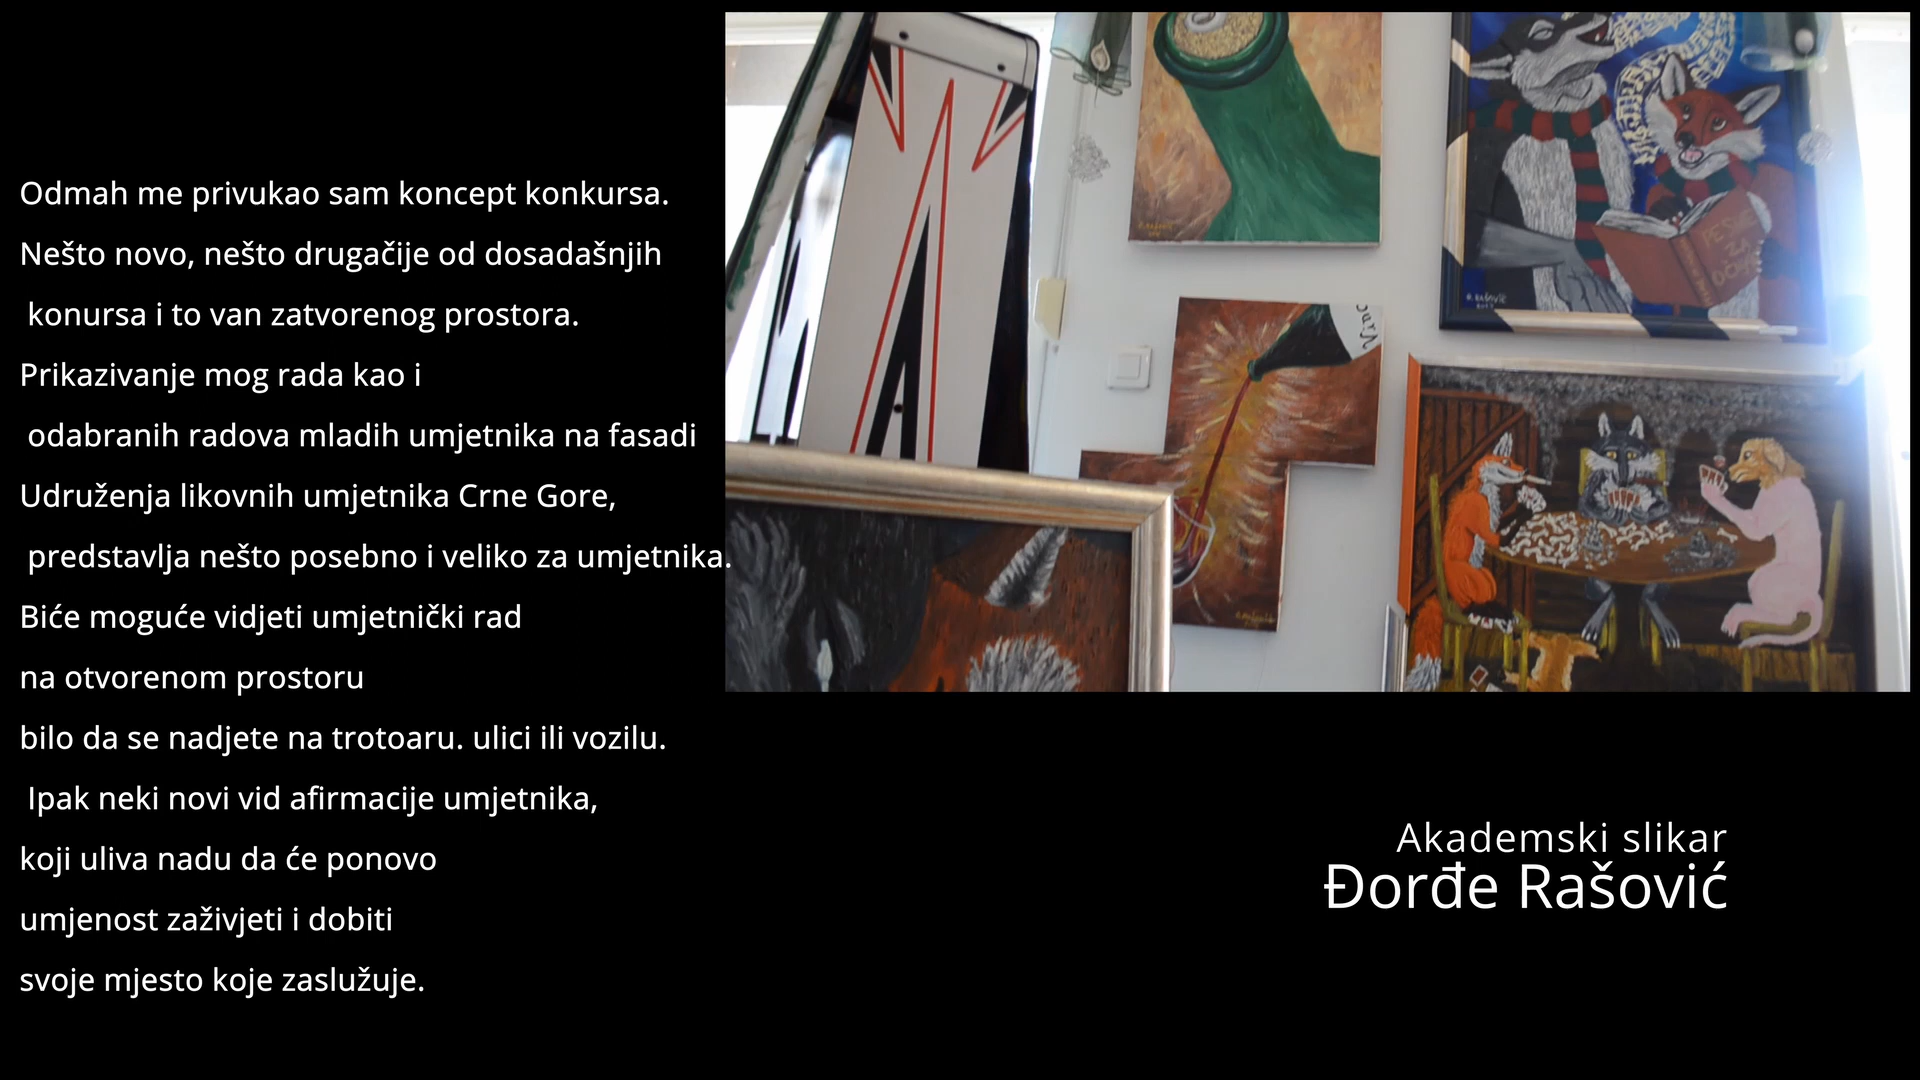 Odmah me privukao sam koncept konkursa.
Nešto novo, nešto drugačije od dosadašnjih
konursa i to van zatvorenog prostora.
Prikazivanje mog rada kao i
odabranih radova mladih umjetnika na fasadi
Udruženja likovnih umjetnika Crne Gore,
predstavlja nešto posebno i veliko za umjetnika.
Biće moguće vidjeti umjetnički rad
na otvorenom prostoru
bilo da se nadjete na trotoaru. ulici ili vozilu.
Ipak neki novi vid afirmacije umjetnika,
koji uliva nadu da će ponovo
umjenost zaživjeti i dobiti
svoje mjesto koje zaslužuje.
Akademski slikar
Đorđe Rašović